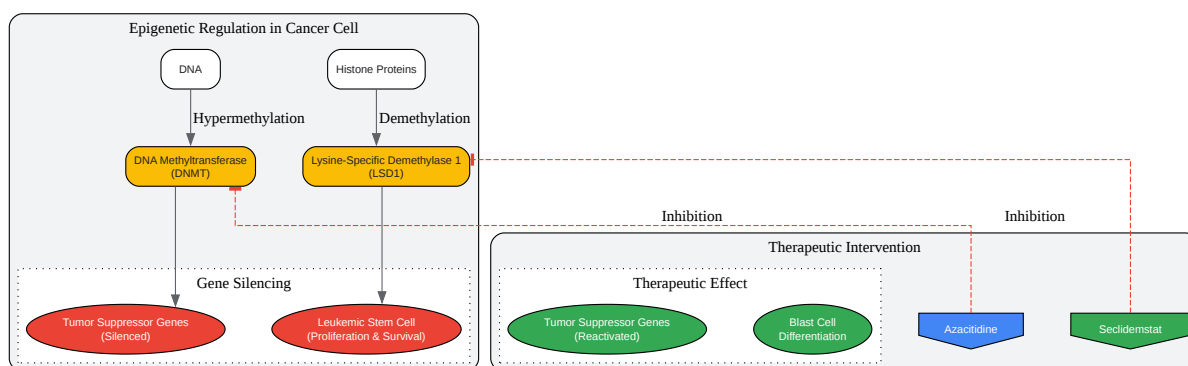 Epigenetic Regulation in Cancer Cell
DNA
Histone Proteins
Hypermethylation
Demethylation
DNA Methyltransferase
(DNMT)
Lysine-Specific Demethylase 1
(LSD1)
Inhibition
Inhibition
Therapeutic Intervention
Gene Silencing
Therapeutic Effect
Tumor Suppressor Genes
(Silenced)
Leukemic Stem Cell
(Proliferation & Survival)
Tumor Suppressor Genes
(Reactivated)
Blast Cell
Differentiation
Azacitidine
Seclidemstat